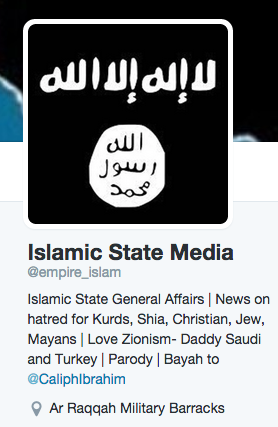 لا إله إلا الله
الله
رسول
محمد
Islamic State Media
@empire_islam
Islamic State General Affairs | News on
hatred for Kurds, Shia, Christian, Jew,
Mayans | Love Zionism- Daddy Saudi
and Turkey | Parody | Bayah to
@CaliphIbrahim
Ar Raqqah Military Barracks